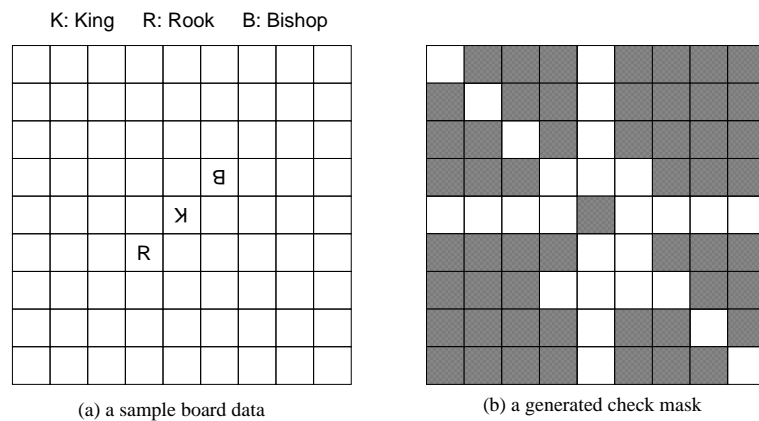 K: King R: Rook B: Bishop
B
K
R
(a) a sample board data
(b) a generated check mask